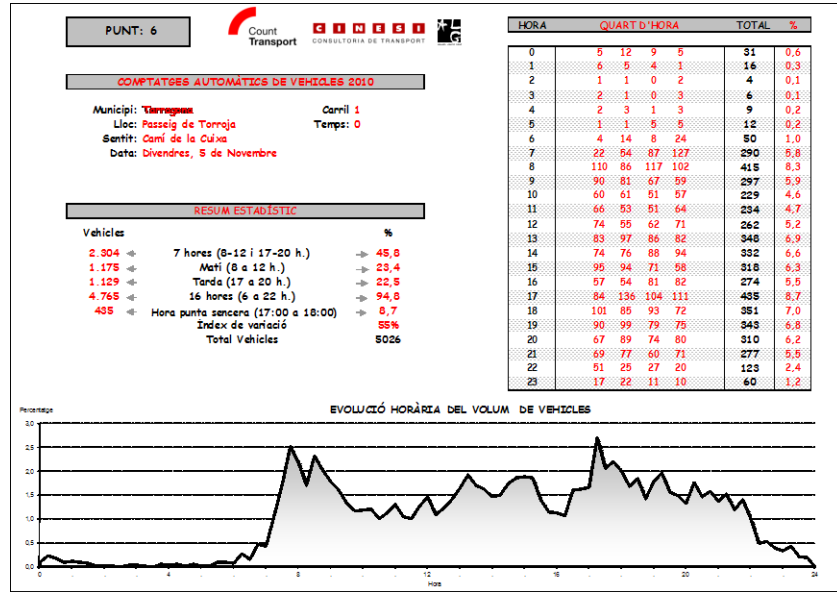 PUNT: 6
Count
Transport
CINESI
CONSULTORIA DE TRANSPORT
COMPTATGES AUTOMÀTICS DE VEHICLES 2010
Municipi: Carril 1
Lloc: Passeig de Torroja Temps: 0
Sentit: Camí de la Cuixa
Data: Divendres, 5 de Novembre
RESUM ESTADÍSTIC
Vehicles %
2.304 7 hores (8-12 i 17-20 h.) 45,8
1.175 Matí (8 a 12 h.) 23,4
1.129 Tarda (17 a 20 h.) 22,5
4.765 16 hores (6 a 22 h.) 94,8
435 Hora punta sencera (17:00 a 18:00) 8,7
Índex de variació 55%
Total Vehicles 5026
HORA QUART D'HORA TOTAL %
0 5 12 9 5 31 0,6
1 6 5 4 1 16 0,3
2 1 1 0 2 4 0,1
3 2 1 0 3 6 0,1
4 2 3 1 3 9 0,2
5 1 1 5 5 12 0,2
6 4 14 8 24 50 1,0
7 22 54 87 127 290 5,8
8 110 86 117 102 415 8,3
9 90 81 67 59 297 5,9
10 60 61 51 57 229 4,6
11 66 53 51 64 234 4,7
12 74 55 62 71 262 5,2
13 83 97 86 82 348 6,9
14 74 76 88 94 332 6,6
15 95 94 71 58 318 6,3
16 57 54 81 82 274 5,5
17 84 136 104 111 435 8,7
18 101 85 93 72 351 7,0
19 90 99 79 75 343 6,8
20 67 89 74 80 310 6,2
21 69 77 60 71 277 5,5
22 51 25 27 20 123 2,4
23 17 22 11 10 60 1,2
Percentatge
EVOLUCIÓ HORÀRIA DEL VOLUM DE VEHICLES
3,0
2,5
2,0
1,5
1,0
0,5
0,0
0 4 8 12 16 20 24
Hora